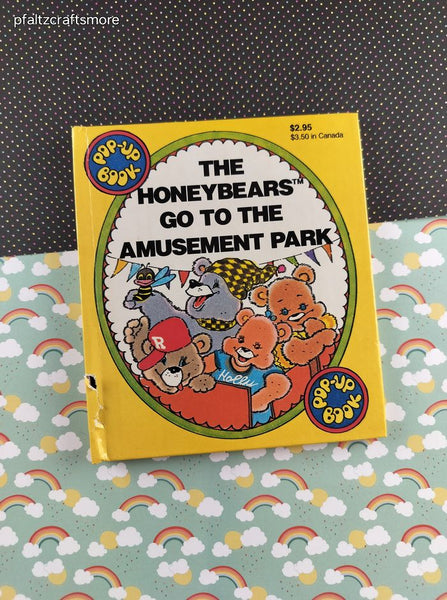 pfaltzcraftsmore
$2.95
$3.50 in Canada
POP-UP
BOOK
THE
HONEYBEARS™
GO TO THE
AMUSEMENT PARK
R
Holly
POP-UP
BOOK